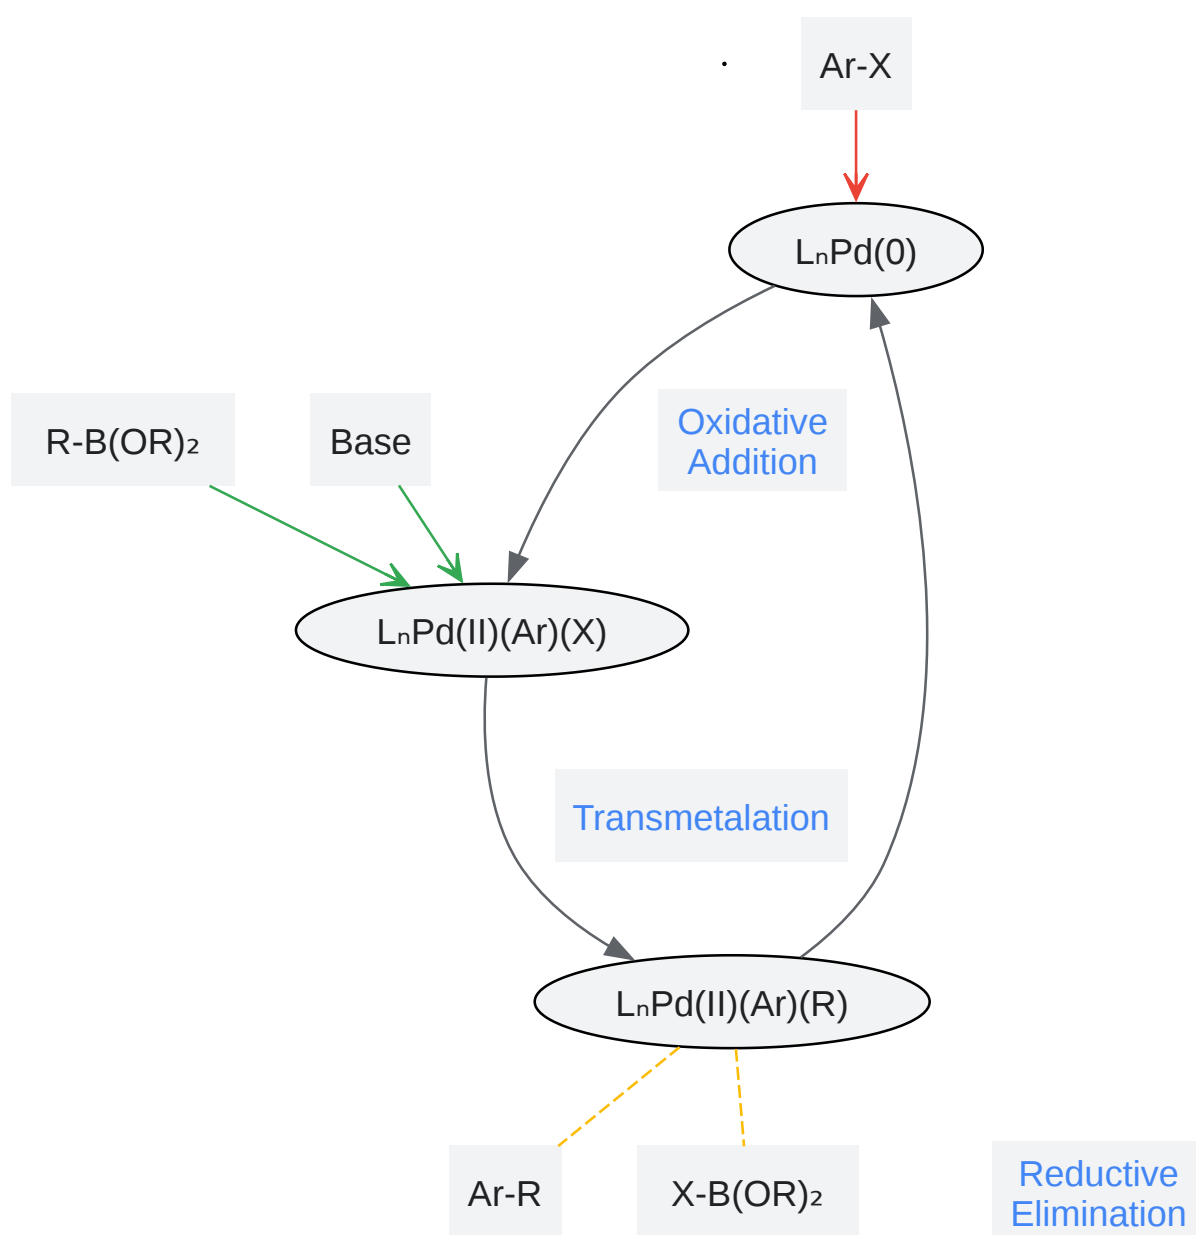 Ar-X
LₙPd(0)
Oxidative
Addition
R-B(OR)₂
Base
LₙPd(II)(Ar)(X)
Transmetalation
LₙPd(II)(Ar)(R)
Ar-R
X-B(OR)₂
Reductive
Elimination